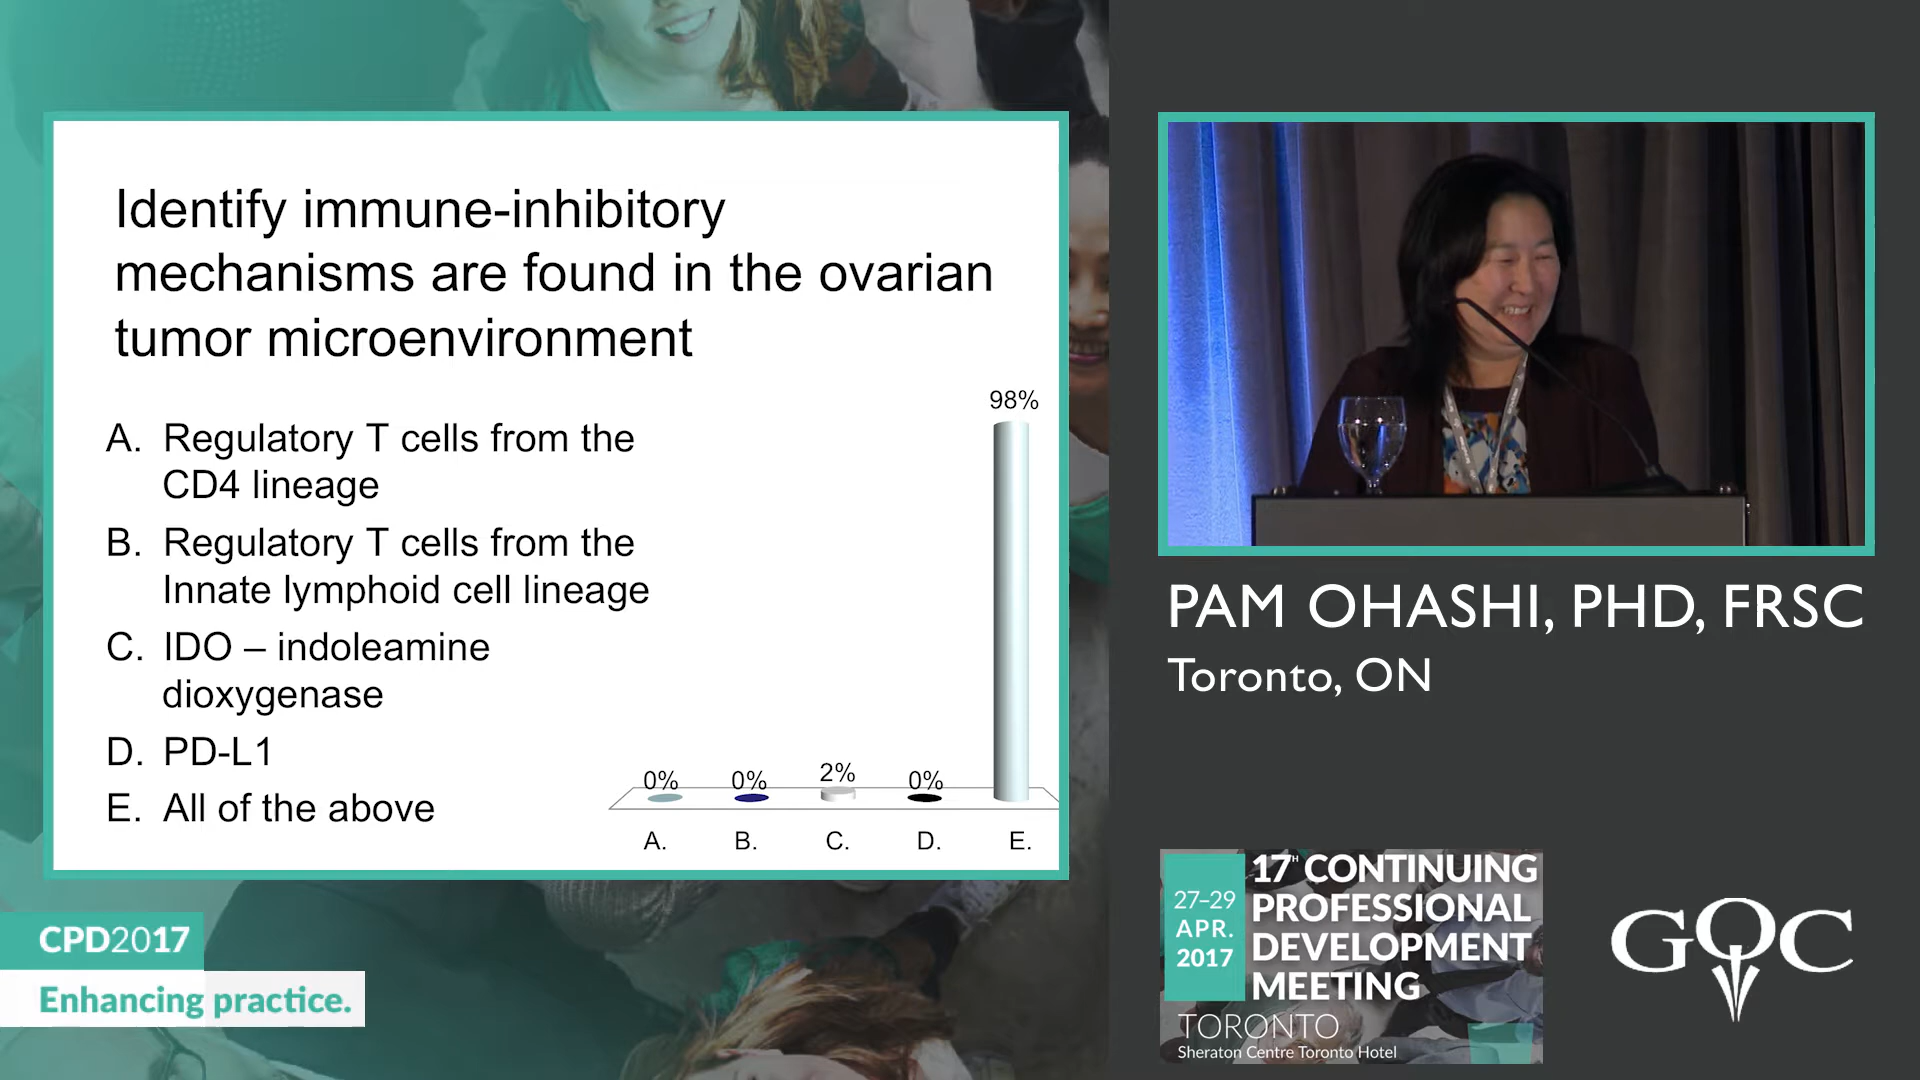 Identify immune-inhibitory
mechanisms are found in the ovarian
tumor microenvironment
A. Regulatory T cells from the
CD4 lineage
B. Regulatory T cells from the
Innate lymphoid cell lineage
C. IDO – indoleamine
dioxygenase
D. PD-L1
E. All of the above
0% 0% 2% 0% 98%
A. B. C. D. E.
CPD2017
Enhancing practice.
PAM OHASHI, PHD, FRSC
Toronto, ON
27–29
APR.
2017
17TH CONTINUING
PROFESSIONAL
DEVELOPMENT
MEETING
TORONTO
Sheraton Centre Toronto Hotel
GOC